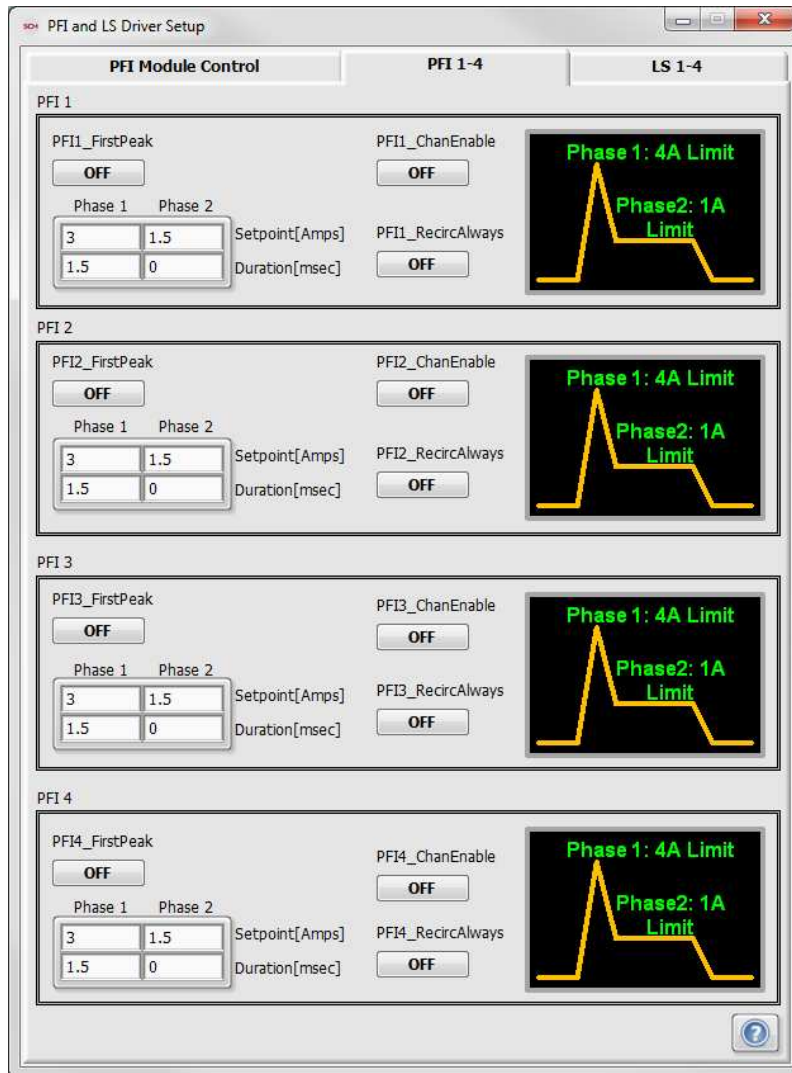 PFI and LS Driver Setup
PFI Module Control
PFI 1-4
LS 1-4
PFI 1
PFI1_FirstPeak
OFF
PFI1_ChanEnable
OFF
Phase 1 Phase 2
3 1.5 Setpoint[Amps]
1.5 0 Duration[msec]
PFI1_RecircAlways
OFF
Phase 1: 4A Limit
Phase2: 1A
Limit
PFI 2
PFI2_FirstPeak
OFF
PFI2_ChanEnable
OFF
Phase 1 Phase 2
3 1.5 Setpoint[Amps]
1.5 0 Duration[msec]
PFI2_RecircAlways
OFF
Phase 1: 4A Limit
Phase2: 1A
Limit
PFI 3
PFI3_FirstPeak
OFF
PFI3_ChanEnable
OFF
Phase 1 Phase 2
3 1.5 Setpoint[Amps]
1.5 0 Duration[msec]
PFI3_RecircAlways
OFF
Phase 1: 4A Limit
Phase2: 1A
Limit
PFI 4
PFI4_FirstPeak
OFF
PFI4_ChanEnable
OFF
Phase 1 Phase 2
3 1.5 Setpoint[Amps]
1.5 0 Duration[msec]
PFI4_RecircAlways
OFF
Phase 1: 4A Limit
Phase2: 1A
Limit
?